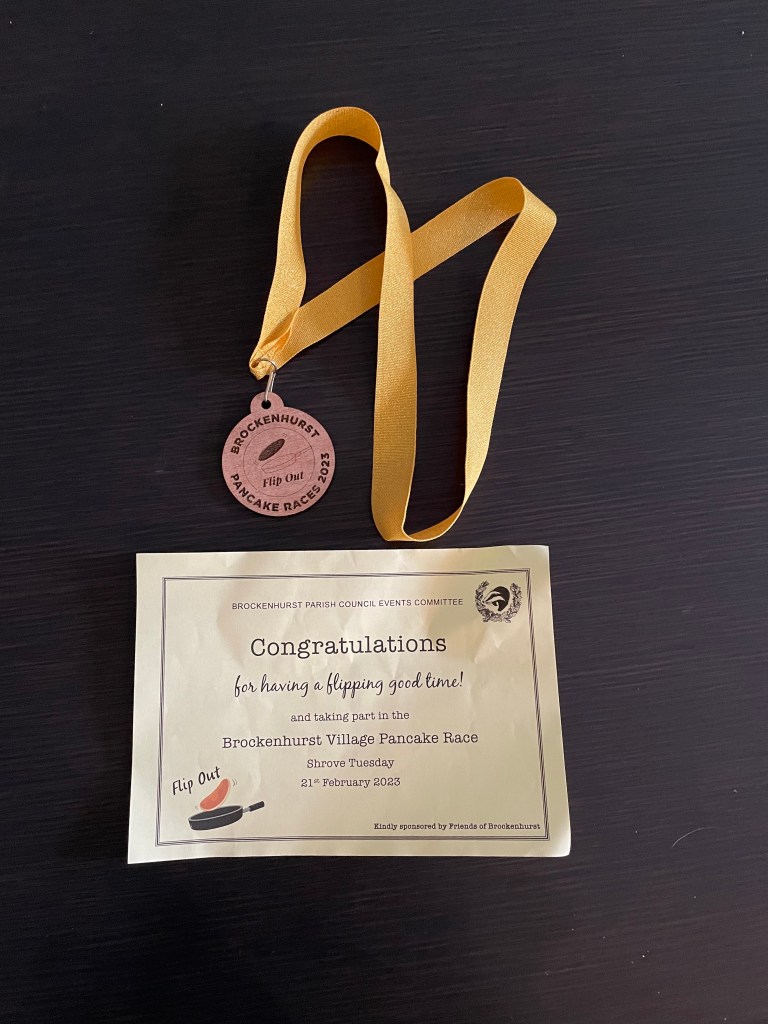 BROCKENHURST
Flip Out
PANCAKE RACES 2023
BROCKENHURST PARISH COUNCIL EVENTS COMMITTEE
Congratulations
for having a flipping good time!
and taking part in the
Brockenhurst Village Pancake Race
Shrove Tuesday
21st February 2023
Flip Out
Kindly sponsored by Friends of Brockenhurst